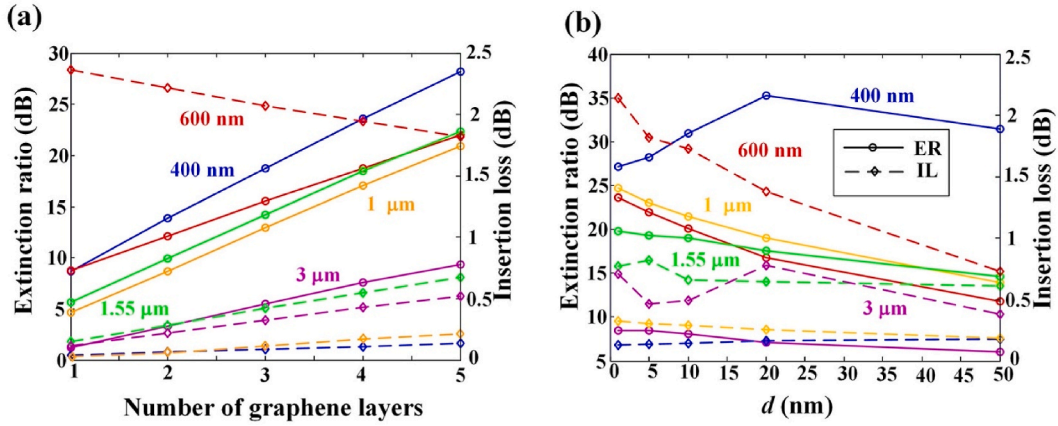 (a)
30
25
20
15
10
5
0
Extinction ratio (dB)
1
2
3
4
5
Number of graphene layers
2.5
2
1.5
1
0.5
0
Insertion loss (dB)
600 nm
400 nm
1 μm
3 μm
1.55 μm
(b)
40
35
30
25
20
15
10
5
Extinction ratio (dB)
0
5
10
15
20
25
30
35
40
45
50
d (nm)
2.5
2
1.5
1
0.5
0
Insertion loss (dB)
400 nm
600 nm
ER
IL
1 μm
1.55 μm
3 μm